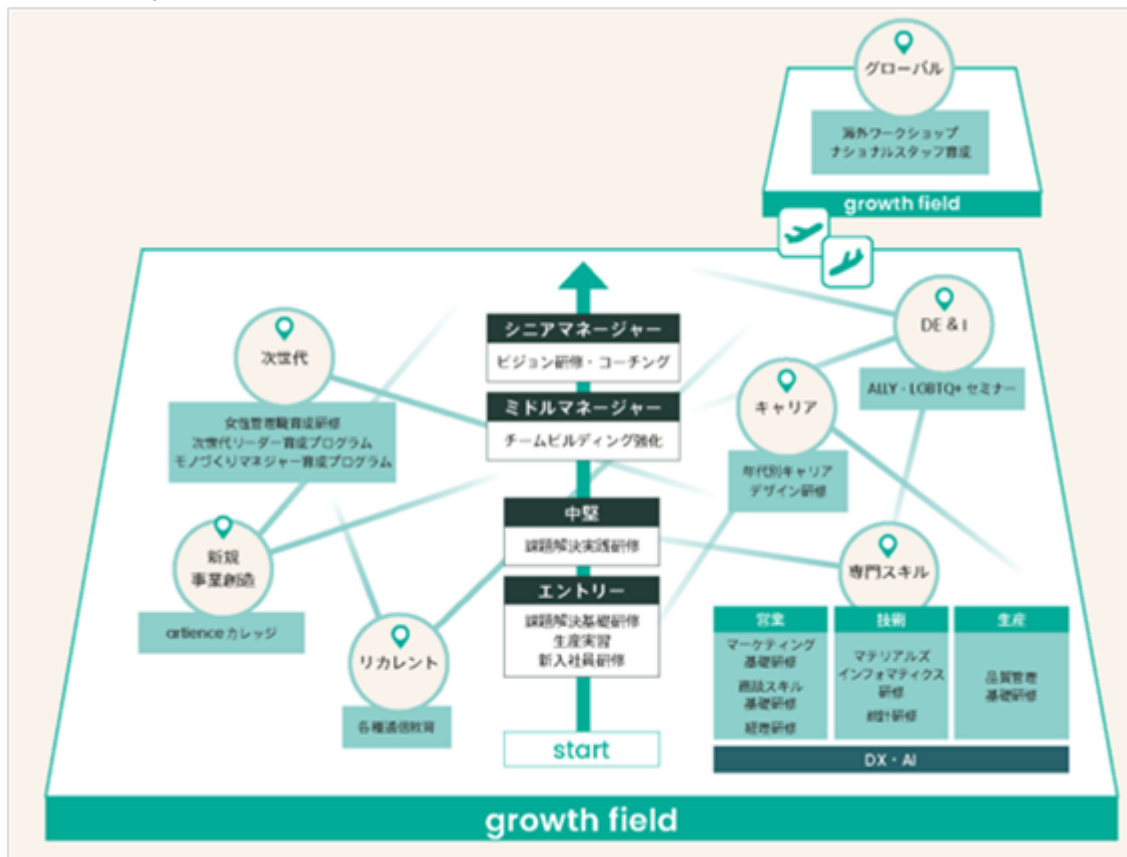 グローバル
海外ワークショップ
ナショナルスタッフ育成
growth field
シニアマネージャー
ビジョン研修・コーチング
ミドルマネージャー
チームビルディング強化
中堅
課題解決実践研修
エントリー
課題解決基礎研修
生産実習
新入社員研修
start
次世代
女性管理職育成研修
次世代リーダー育成プログラム
モノづくりマネジャー育成プログラム
新規
事業創造
artienceカレッジ
リカレント
各種通信教育
DE & I
ALLY・LGBTQ+ セミナー
キャリア
年代別キャリア
デザイン研修
専門スキル
営業
マーケティング
基礎研修
商談スキル
基礎研修
経理研修
技術
マテリアルズ
インフォマティクス
研修
統計研修
生産
品質管理
基礎研修
DX・AI
growth field